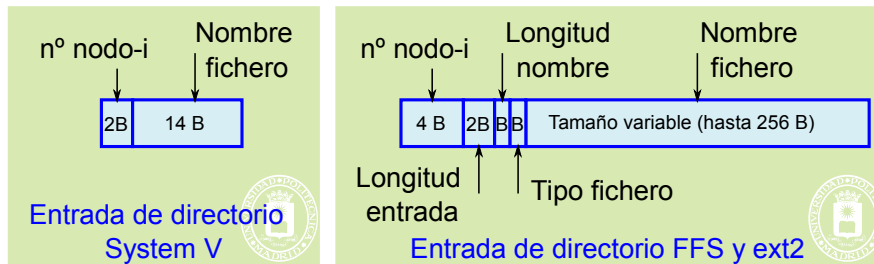 nº nodo-i
Nombre
fichero
2B
14 B
Entrada de directorio
System V
nº nodo-i
Longitud
nombre
Nombre
fichero
4 B
2B
B
B
Tamaño variable (hasta 256 B)
Longitud
entrada
Tipo fichero
Entrada de directorio FFS y ext2